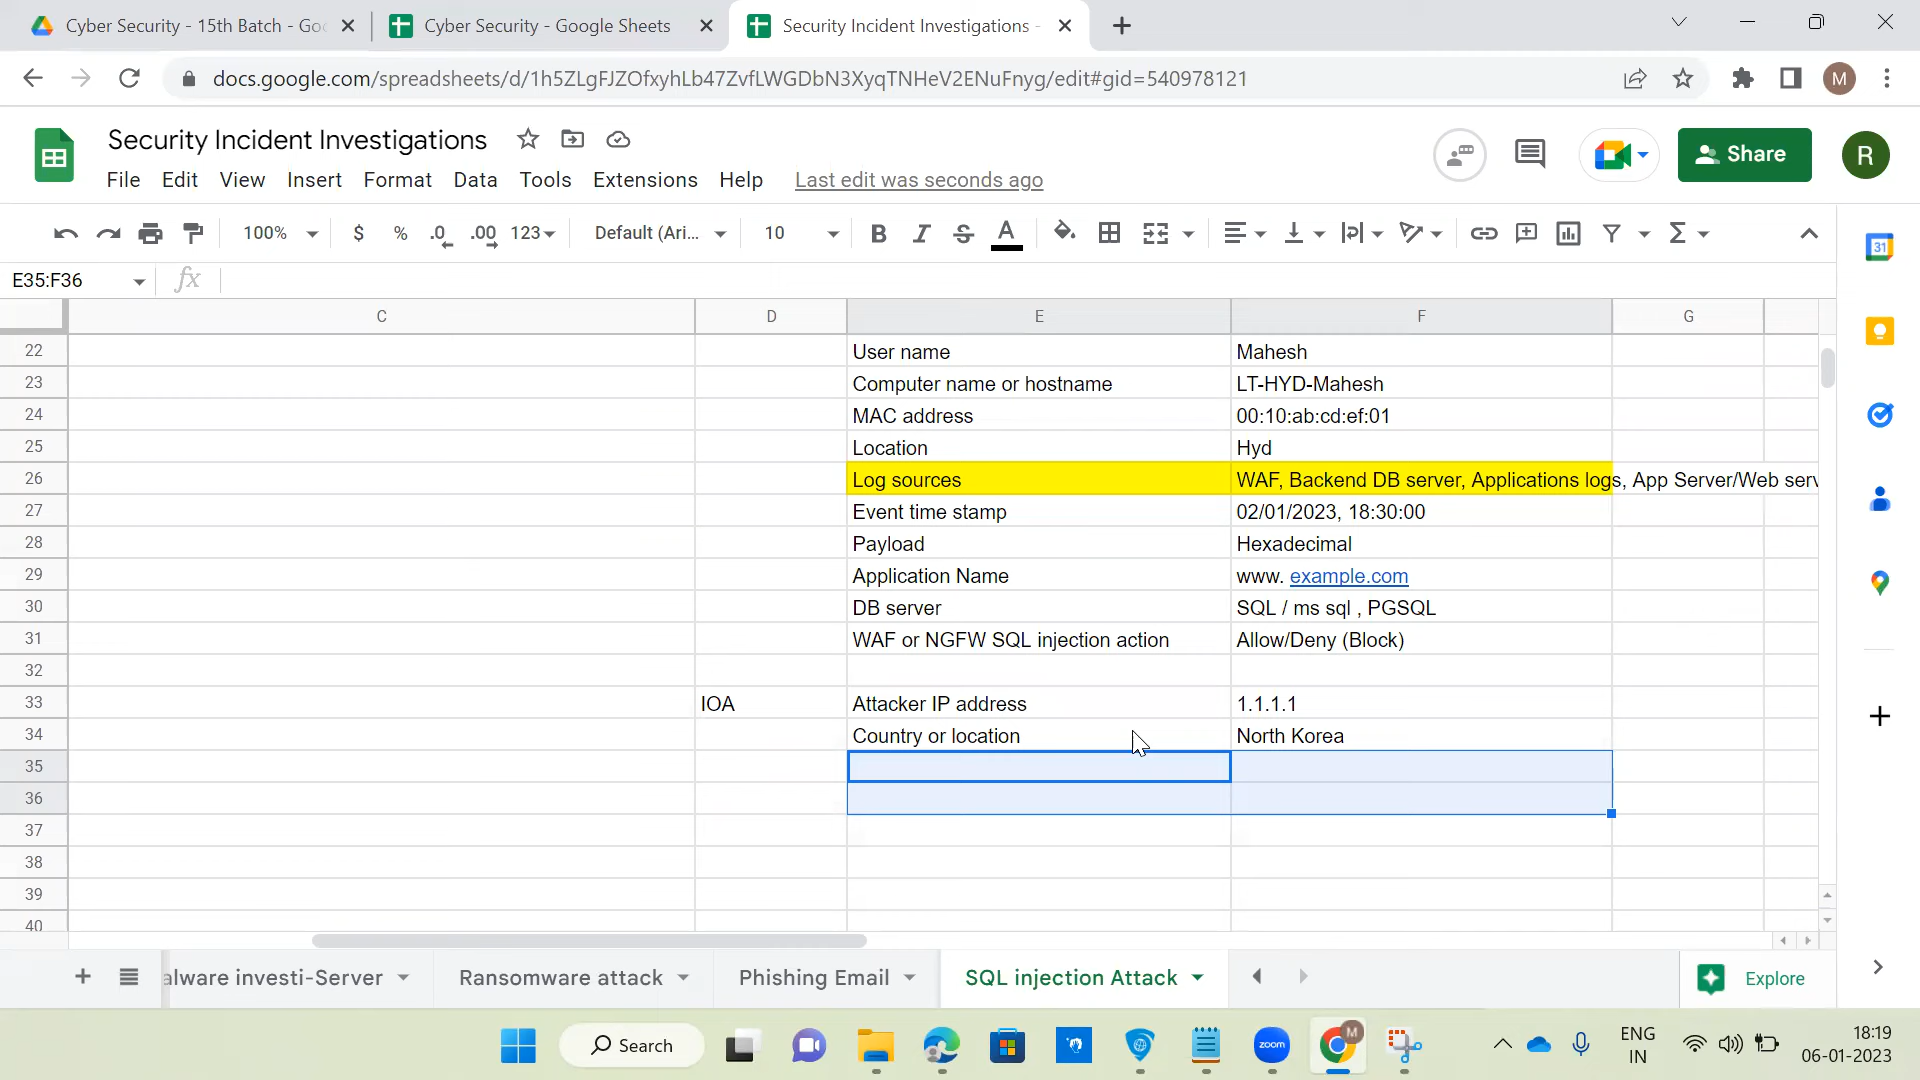 Cyber Security - 15th Batch - Goo
Cyber Security - Google Sheets
Security Incident Investigations -
docs.google.com/spreadsheets/d/1h5ZLgFJZOfxyhLb47ZvfLWGDbN3XyqTNHeV2ENuFnyg/edit#gid=540978121
M
Security Incident Investigations
Share
R
File Edit View Insert Format Data Tools Extensions Help Last edit was seconds ago
100% $ % .0 .00 123 Default (Ari... 10 B I S A
31
E35:F36 fx
C D E F G
22 User name Mahesh
23 Computer name or hostname LT-HYD-Mahesh
24 MAC address 00:10:ab:cd:ef:01
25 Location Hyd
26 Log sources WAF, Backend DB server, Applications logs, App Server/Web serv
27 Event time stamp 02/01/2023, 18:30:00
28 Payload Hexadecimal
29 Application Name www. example.com
30 DB server SQL / ms sql , PGSQL
31 WAF or NGFW SQL injection action Allow/Deny (Block)
32
33 IOA Attacker IP address 1.1.1.1
34 Country or location North Korea
35
36
37
38
39
40
alware investi-Server Ransomware attack Phishing Email SQL injection Attack Explore
Search zoom M ENG IN 18:19
06-01-2023